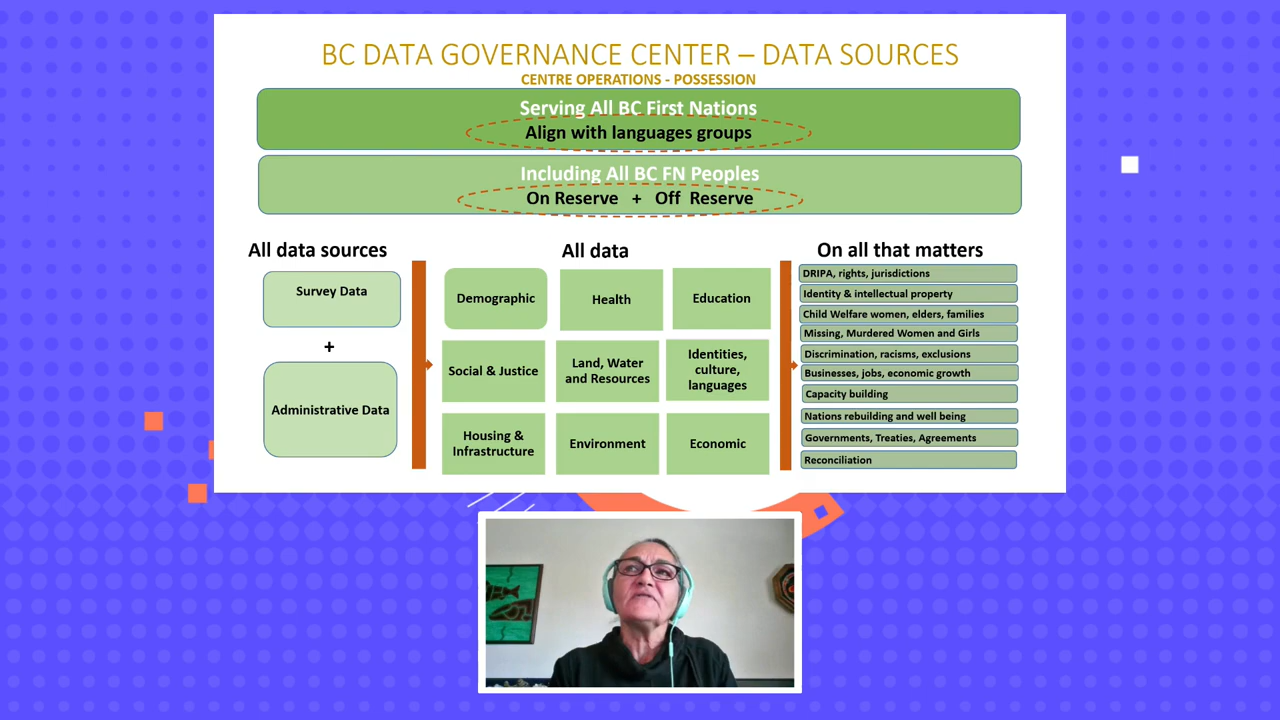 BC DATA GOVERNANCE CENTER – DATA SOURCES
CENTRE OPERATIONS - POSSESSION
Serving All BC First Nations
Align with languages groups
Including All BC FN Peoples
On Reserve + Off Reserve
All data sources
Survey Data
+
Administrative Data
All data
Demographic
Health
Education
Social & Justice
Land, Water
and Resources
Identities,
culture,
languages
Housing &
Infrastructure
Environment
Economic
On all that matters
DRIPA, rights, jurisdictions
Identity & intellectual property
Child Welfare women, elders, families
Missing, Murdered Women and Girls
Discrimination, racisms, exclusions
Businesses, jobs, economic growth
Capacity building
Nations rebuilding and well being
Governments, Treaties, Agreements
Reconciliation